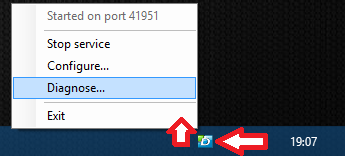 Started on port 41951
Stop service
Configure...
Diagnose...
Exit
19:07